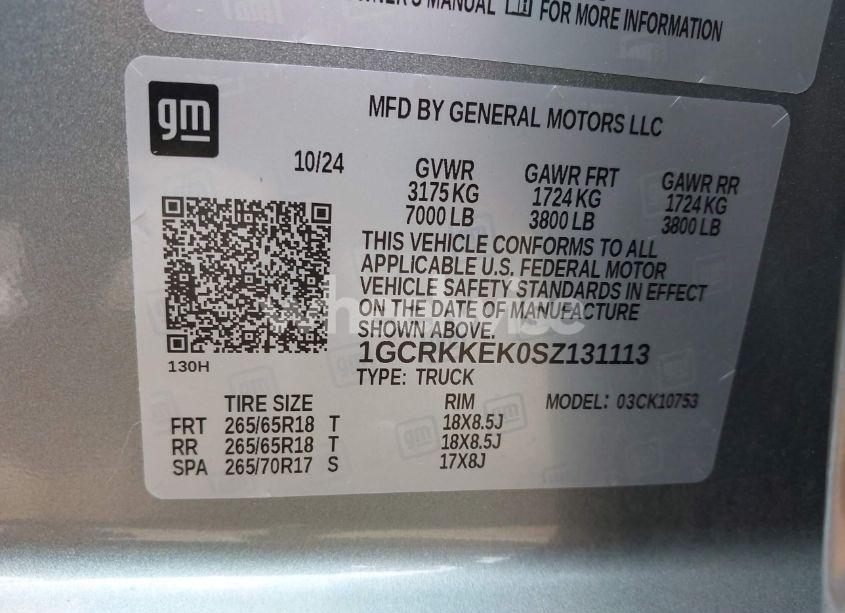 NER'S MANUAL FOR MORE INFORMATION
gm
MFD BY GENERAL MOTORS LLC
10/24
GVWR GAWR FRT GAWR RR
3175 KG 1724 KG 1724 KG
7000 LB 3800 LB 3800 LB
THIS VEHICLE CONFORMS TO ALL
APPLICABLE U.S. FEDERAL MOTOR
VEHICLE SAFETY STANDARDS IN EFFECT
ON THE DATE OF MANUFACTURE
SHOWN ABOVE.
1GCRKKEK0SZ131113
TYPE: TRUCK
130H
TIRE SIZE RIM MODEL: 03CK10753
FRT 265/65R18 T 18X8.5J
RR 265/65R18 T 18X8.5J
SPA 265/70R17 S 17X8J